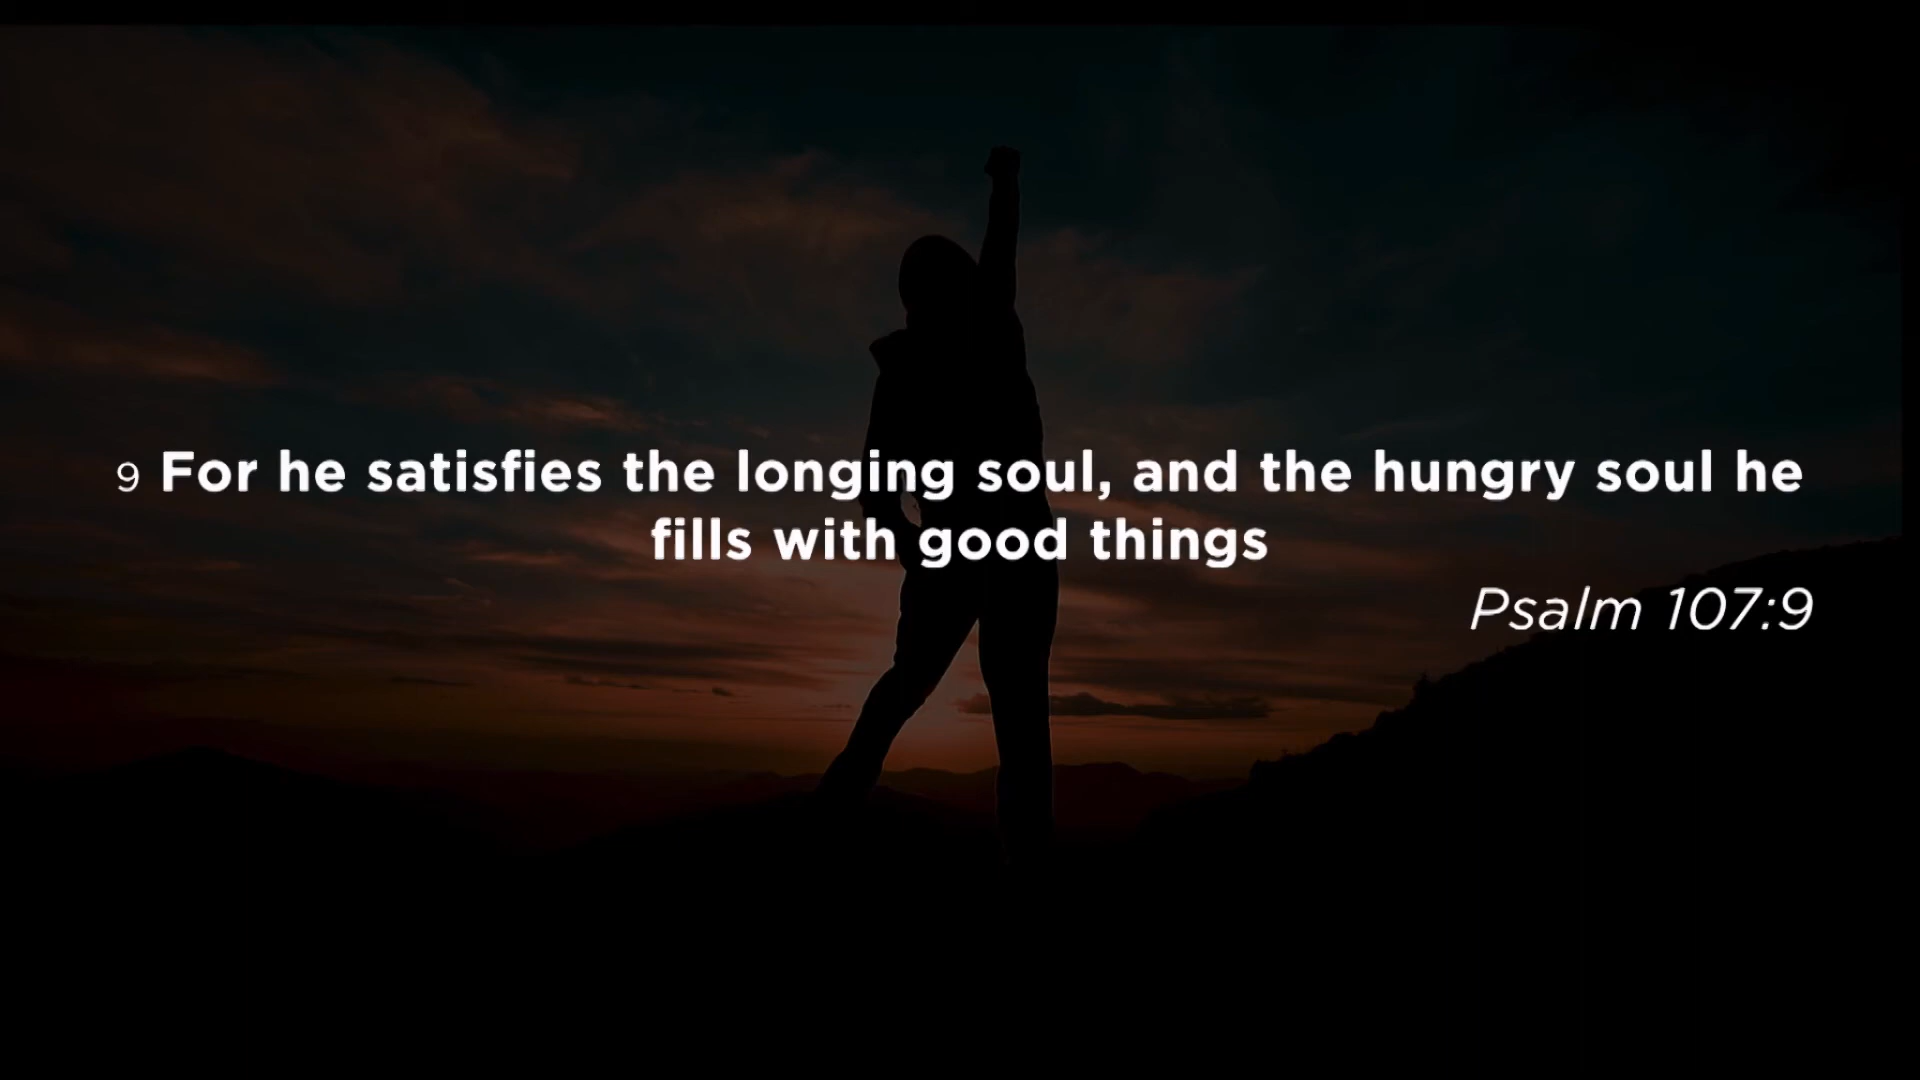 9 For he satisfies the longing soul, and the hungry soul he
fills with good things
Psalm 107:9